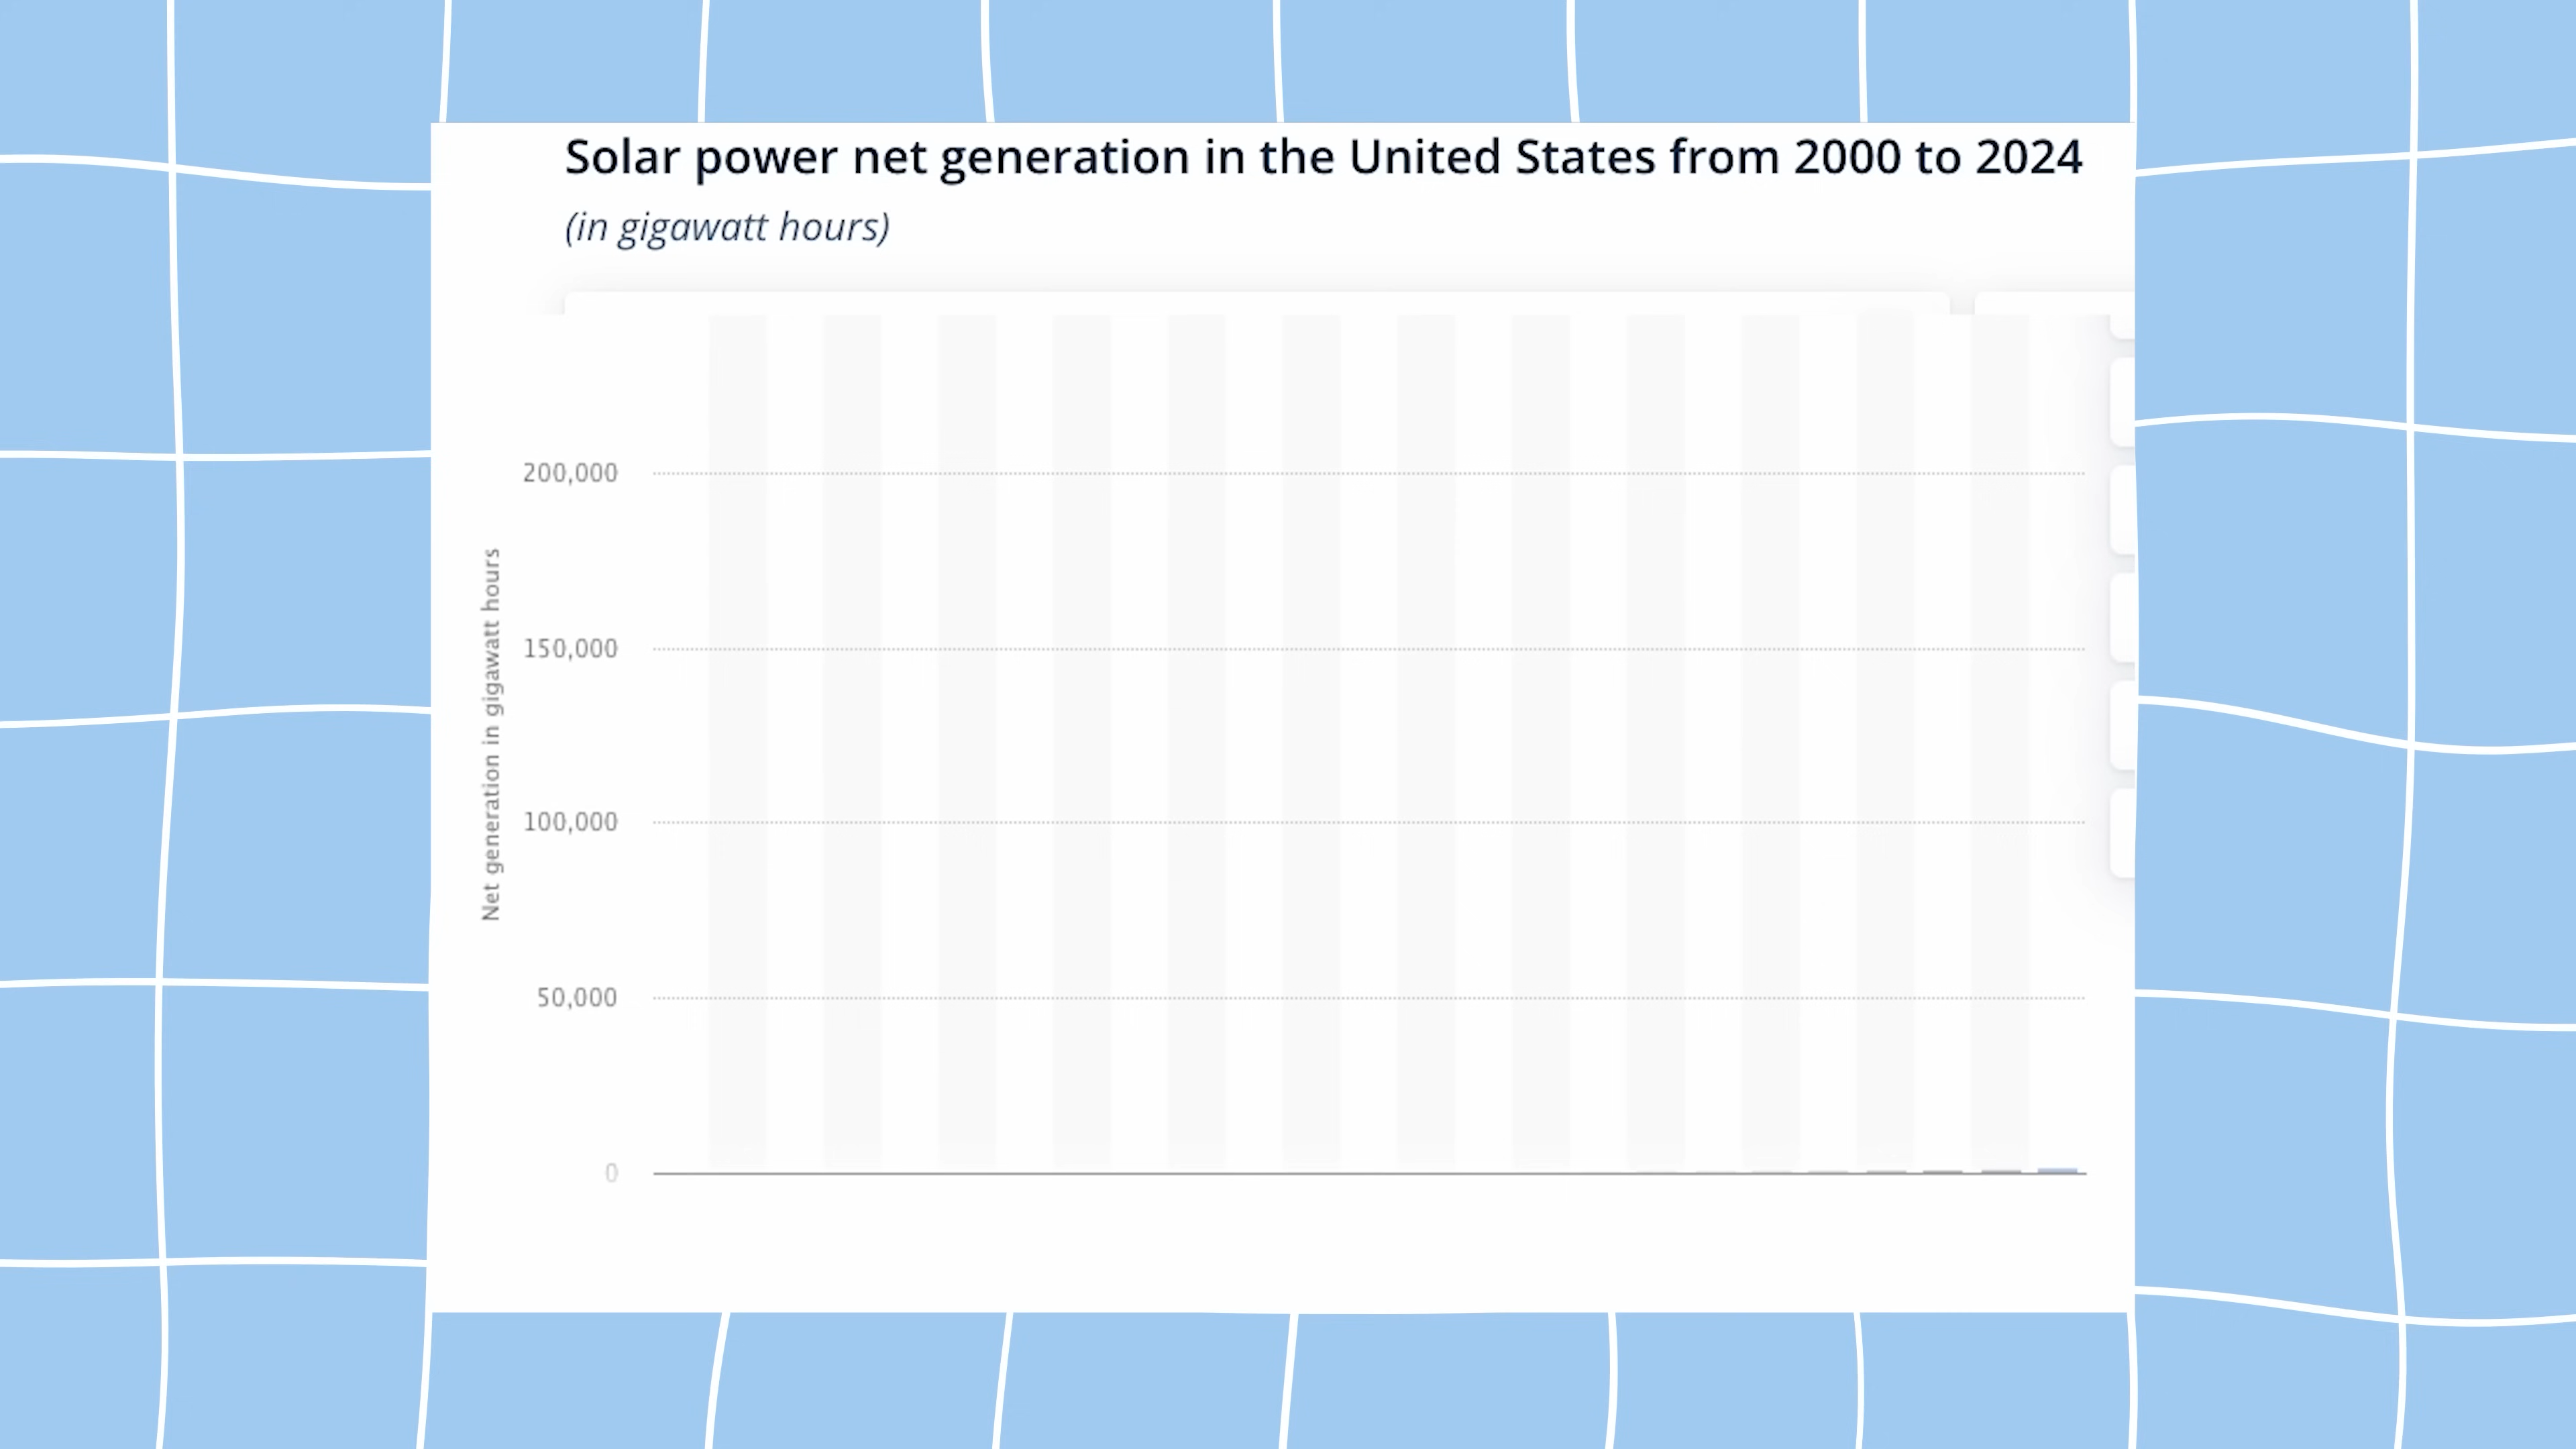 Solar power net generation in the United States from 2000 to 2024
(in gigawatt hours)
Net generation in gigawatt hours
200,000
150,000
100,000
50,000
0